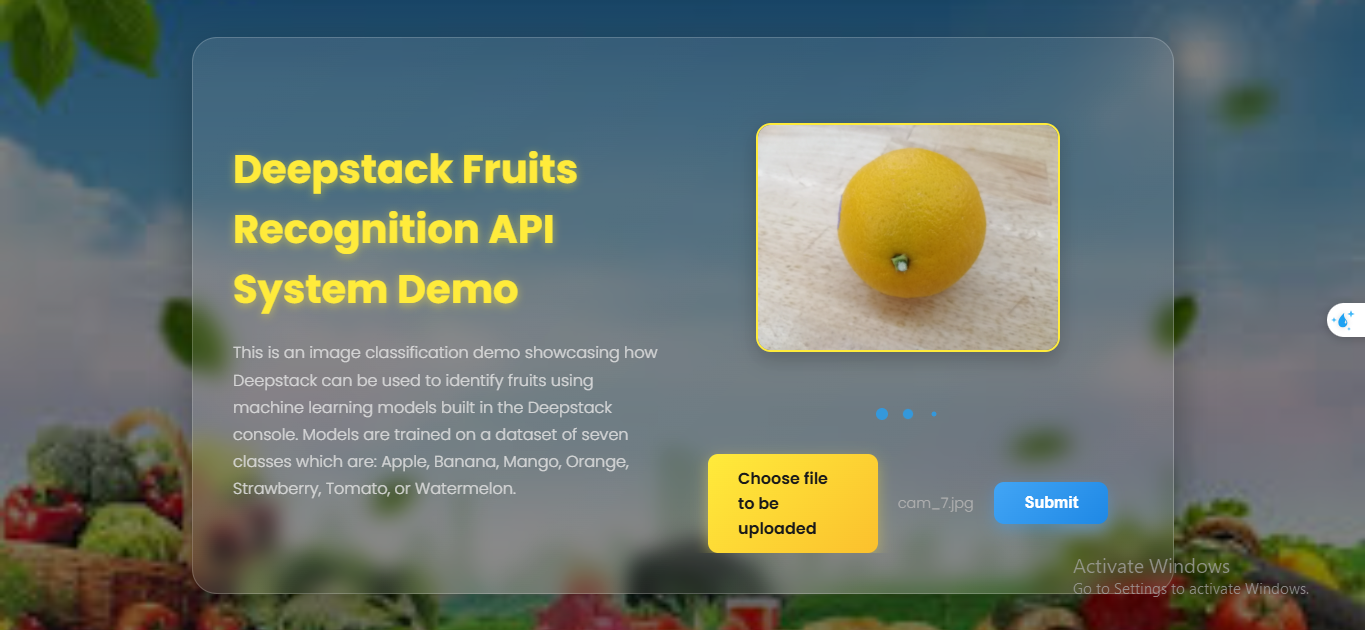 Deepstack Fruits
Recognition API
System Demo
This is an image classification demo showcasing how
Deepstack can be used to identify fruits using
machine learning models built in the Deepstack
console. Models are trained on a dataset of seven
classes which are: Apple, Banana, Mango, Orange,
Strawberry, Tomato, or Watermelon.
Choose file
to be
uploaded
cam_7.jpg
Submit
Activate Windows
Go to Settings to activate Windows.